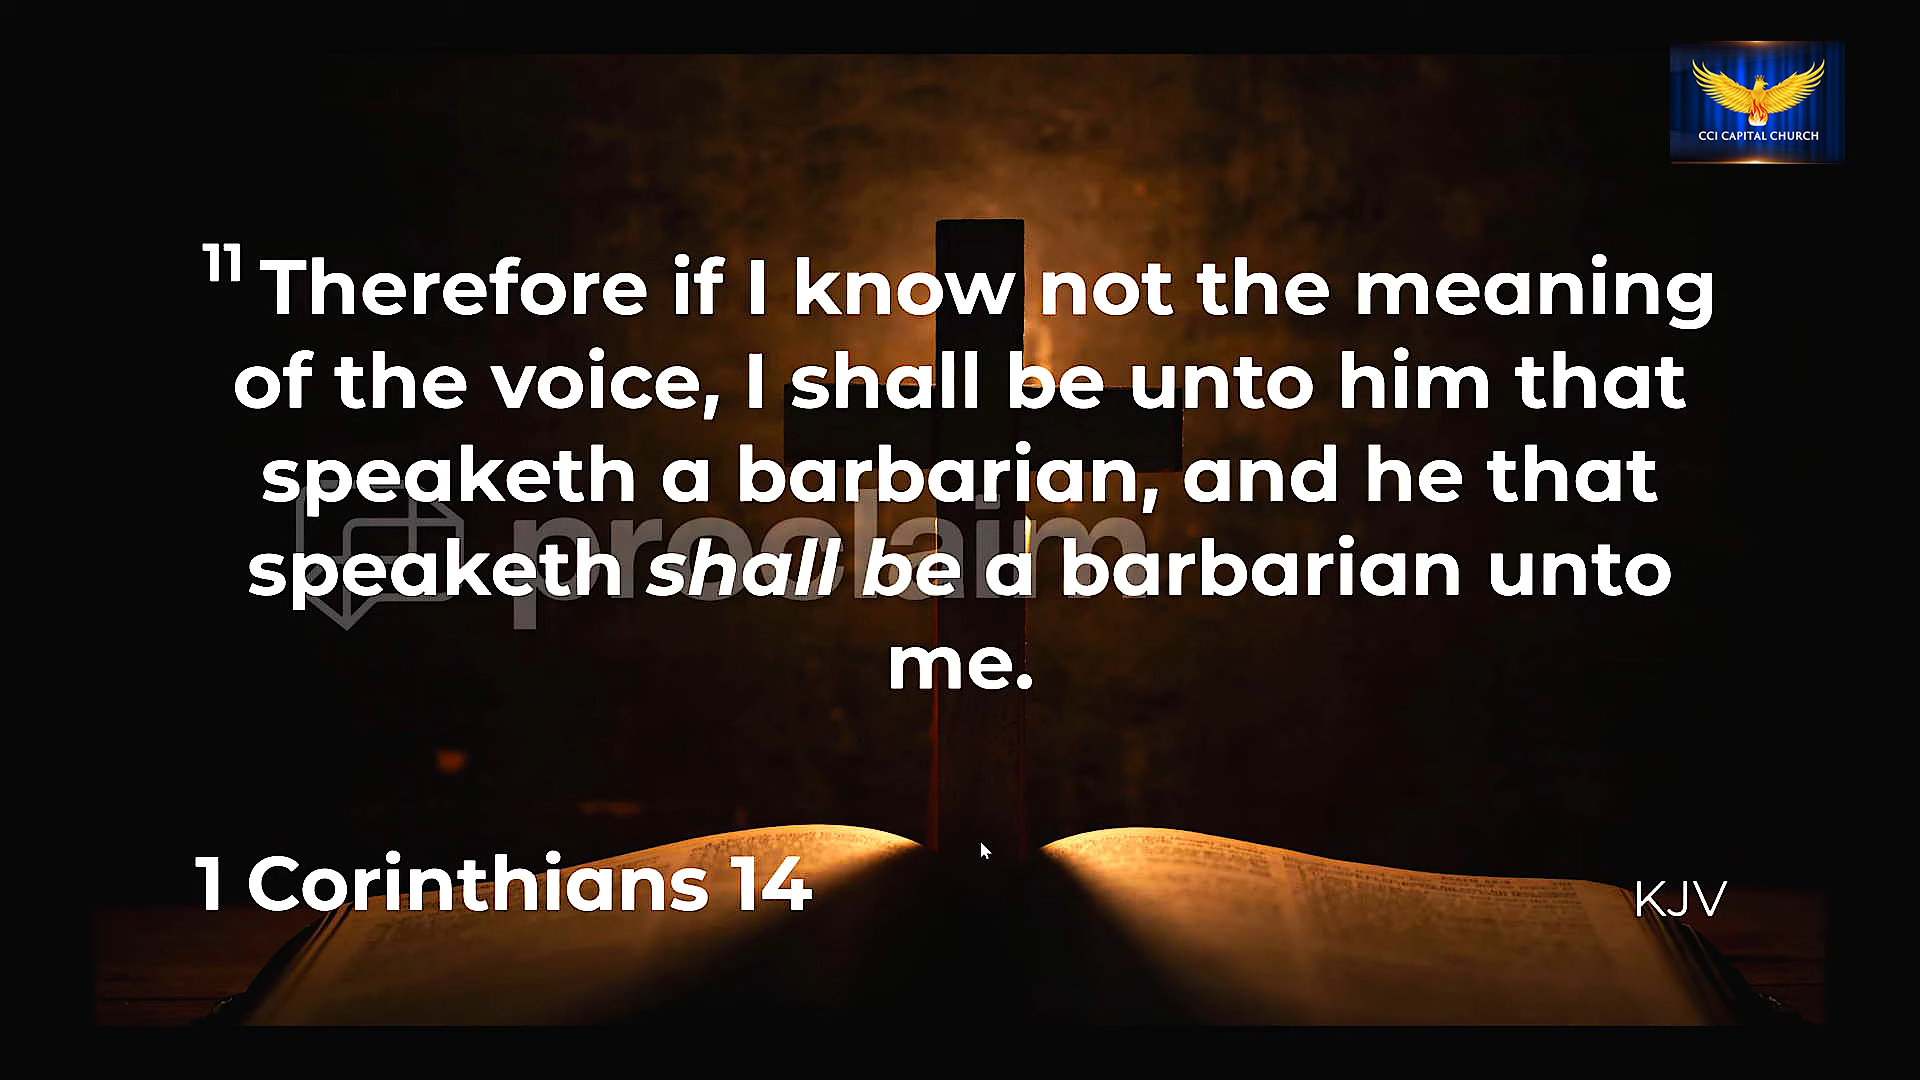 CCI CAPITAL CHURCH
11 Therefore if I know not the meaning
of the voice, I shall be unto him that
speaketh a barbarian, and he that
speaketh shall be a barbarian unto
me.
proclaim
1 Corinthians 14
KJV